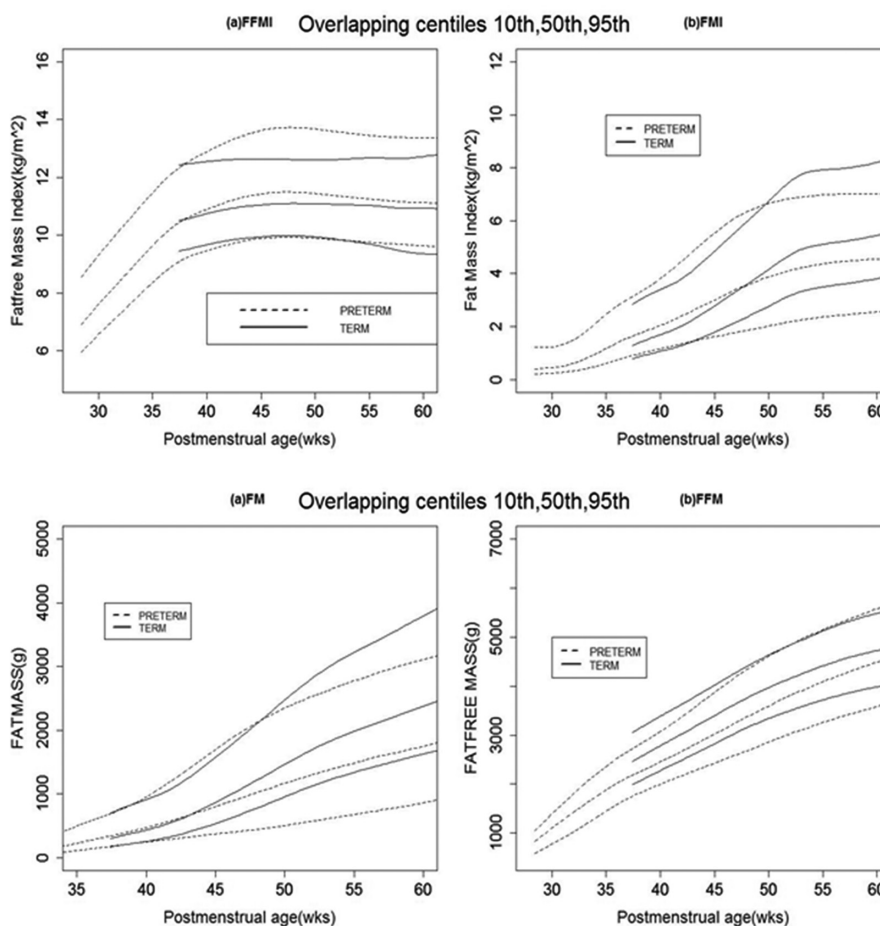 (a)FFMI Overlapping centiles 10th,50th,95th (b)FMI
Fatfree Mass Index(kg/m^2)
16
14
12
10
8
6
PRETERM
TERM
30 35 40 45 50 55 60
Postmenstrual age(wks)
Fat Mass Index(kg/m^2)
12
10
8
6
4
2
0
PRETERM
TERM
30 35 40 45 50 55 60
Postmenstrual age(wks)
(a)FM Overlapping centiles 10th,50th,95th (b)FFM
FATMASS(g)
5000
4000
3000
2000
1000
0
PRETERM
TERM
35 40 45 50 55 60
Postmenstrual age(wks)
FATFREE MASS(g)
7000
5000
3000
1000
PRETERM
TERM
30 35 40 45 50 55 60
Postmenstrual age(wks)